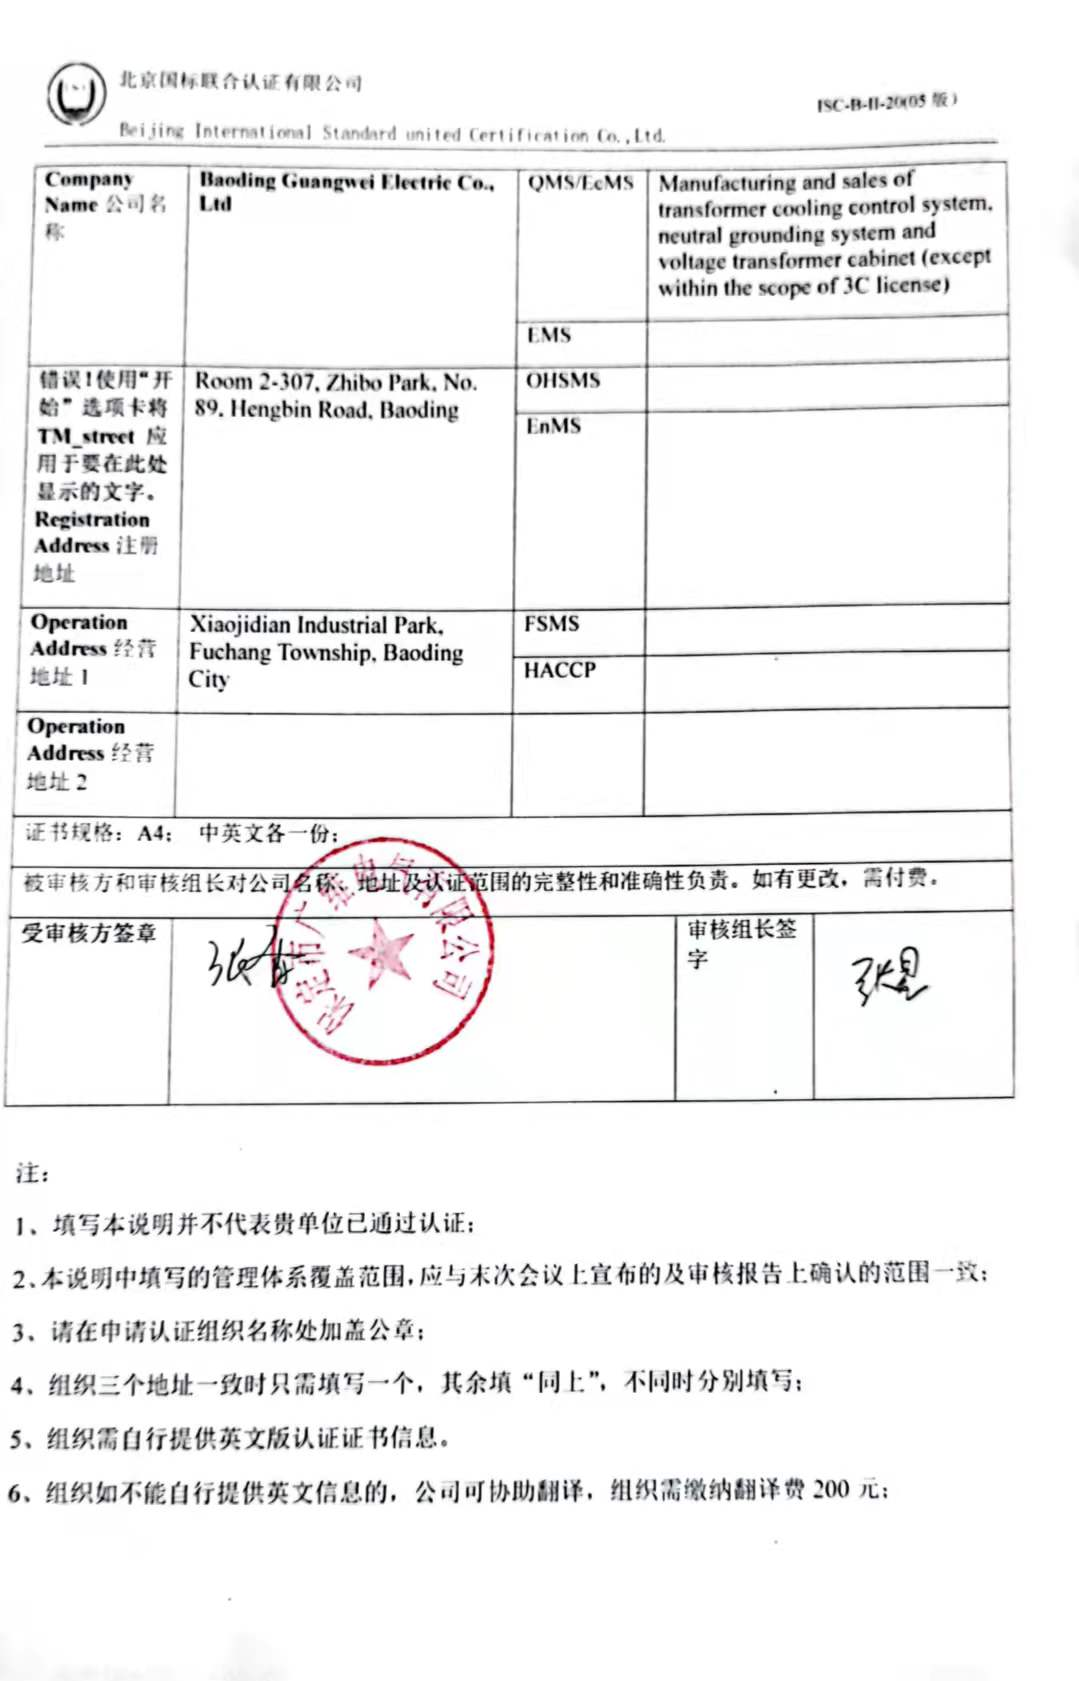 北京国标联合认证有限公司
ISC-B-II-20(05 版)
Beijing International Standard united Certification Co.,Ltd.
Company
Name 公司名
称
Baoding Guangwei Electric Co.,
Ltd
QMS/EcMS
Manufacturing and sales of
transformer cooling control system,
neutral grounding system and
voltage transformer cabinet (except
within the scope of 3C license)
EMS
错误!使用“开
始”选项卡将
TM_street 应
用于要在此处
显示的文字。
Registration
Address 注册
地址
Room 2-307, Zhibo Park, No.
89, Hengbin Road, Baoding
OHSMS
EnMS
Operation
Address 经营
地址 1
Xiaojidian Industrial Park,
Fuchang Township, Baoding
City
FSMS
HACCP
Operation
Address 经营
地址 2
证书规格：A4； 中英文各一份；
被审核方和审核组长对公司名称、地址及认证范围的完整性和准确性负责。如有更改，需付费。
受审核方签章
保定市广维电气有限公司
审核组长签
字
注：
1、填写本说明并不代表贵单位已通过认证；
2、本说明中填写的管理体系覆盖范围，应与末次会议上宣布的及审核报告上确认的范围一致；
3、请在申请认证组织名称处加盖公章；
4、组织三个地址一致时只需填写一个，其余填“同上”，不同时分别填写；
5、组织需自行提供英文版认证证书信息。
6、组织如不能自行提供英文信息的，公司可协助翻译，组织需缴纳翻译费 200 元；